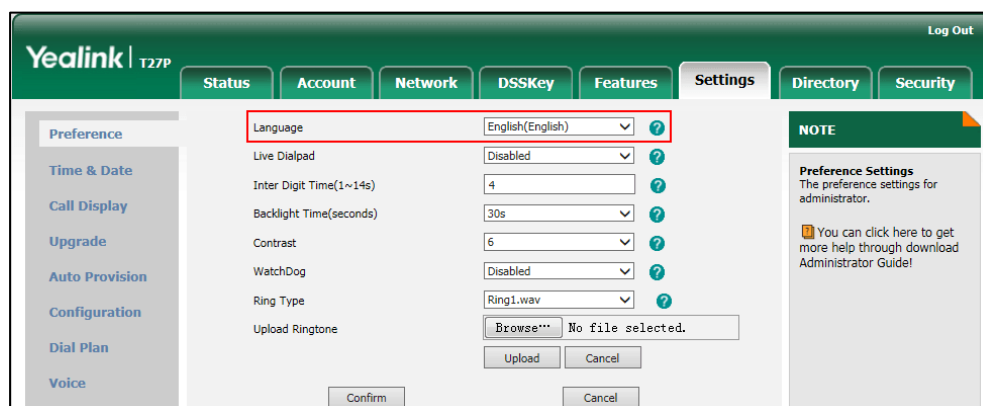 Log Out
Yealink T27P
Status Account Network DSSKey Features Settings Directory Security
Preference
Time & Date
Call Display
Upgrade
Auto Provision
Configuration
Dial Plan
Voice
Language English(English) ?
Live Dialpad Disabled ?
Inter Digit Time(1~14s) 4 ?
Backlight Time(seconds) 30s ?
Contrast 6 ?
WatchDog Disabled ?
Ring Type Ring1.wav ?
Upload Ringtone Browse… No file selected.
Upload Cancel
Confirm Cancel
NOTE
Preference Settings
The preference settings for
administrator.
? You can click here to get
more help through download
Administrator Guide!